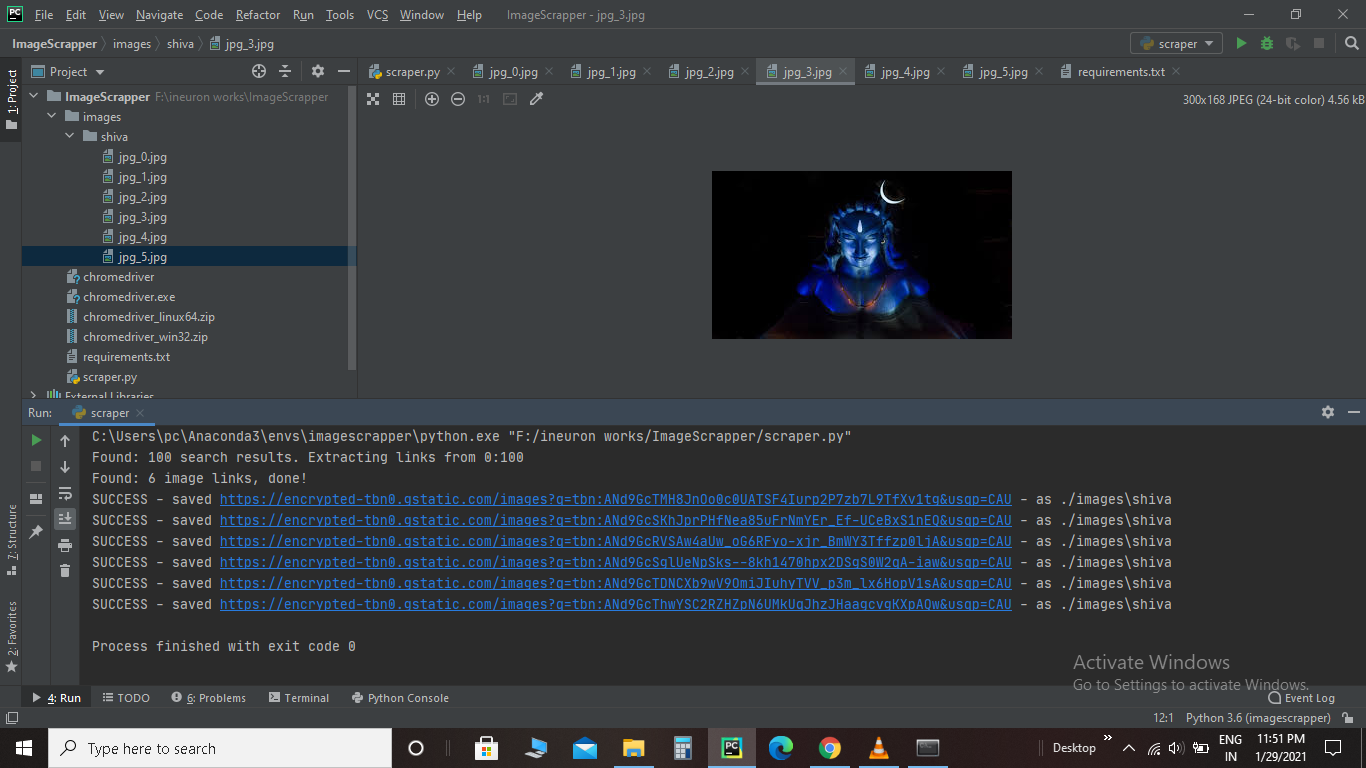 PC File Edit View Navigate Code Refactor Run Tools VCS Window Help ImageScrapper - jpg_3.jpg
ImageScrapper images shiva jpg_3.jpg scraper
Project scraper.py jpg_0.jpg jpg_1.jpg jpg_2.jpg jpg_3.jpg jpg_4.jpg jpg_5.jpg requirements.txt
1: Project
ImageScrapper F:\ineuron works\ImageScrapper
1:1 300x168 JPEG (24-bit color) 4.56 kB
images
shiva
jpg_0.jpg
jpg_1.jpg
jpg_2.jpg
jpg_3.jpg
jpg_4.jpg
jpg_5.jpg
chromedriver
chromedriver.exe
chromedriver_linux64.zip
chromedriver_win32.zip
requirements.txt
scraper.py
External Libraries
Run: scraper
C:\Users\pc\Anaconda3\envs\imagescrapper\python.exe "F:/ineuron works/ImageScrapper/scraper.py"
Found: 100 search results. Extracting links from 0:100
Found: 6 image links, done!
SUCCESS - saved https://encrypted-tbn0.gstatic.com/images?q=tbn:ANd9GcTMH8JnOo0c0UATSF4Iurp2P7zb7L9TfXv1tg&usqp=CAU - as ./images\shiva
SUCCESS - saved https://encrypted-tbn0.gstatic.com/images?q=tbn:ANd9GcSKhJprPHfNea85uFrNmYEr_Ef-UCeBxS1nEQ&usqp=CAU - as ./images\shiva
SUCCESS - saved https://encrypted-tbn0.gstatic.com/images?q=tbn:ANd9GcRVSAw4aUw_oG6RFyo-xjr_BmWY3Tffzp0ljA&usqp=CAU - as ./images\shiva
SUCCESS - saved https://encrypted-tbn0.gstatic.com/images?q=tbn:ANd9GcSqlUeNpSks--8kh1470hpx2DSgS0W2qA-iaw&usqp=CAU - as ./images\shiva
SUCCESS - saved https://encrypted-tbn0.gstatic.com/images?q=tbn:ANd9GcTDNCXb9wV9OmiJIuhyTVV_p3m_lx6HopV1sA&usqp=CAU - as ./images\shiva
SUCCESS - saved https://encrypted-tbn0.gstatic.com/images?q=tbn:ANd9GcThwYSC2RZHZpN6UMkUgJhzJHaagcvgKXpAQw&usqp=CAU - as ./images\shiva
Process finished with exit code 0
Z: Structure
2: Favorites
Activate Windows
Go to Settings to activate Windows.
4: Run TODO 6: Problems Terminal Python Console Event Log
12:1 Python 3.6 (imagescrapper)
Type here to search PC Desktop ENG 11:51 PM
IN 1/29/2021